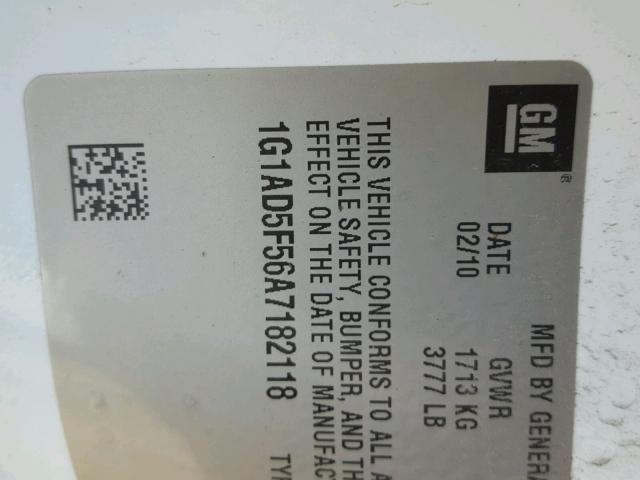 GM
®
MFD BY GENERA
DATE GVWR
02/10 1713 KG
3777 LB
THIS VEHICLE CONFORMS TO ALL A
VEHICLE SAFETY, BUMPER, AND TH
EFFECT ON THE DATE OF MANUFAC
1G1AD5F56A7182118 TYP